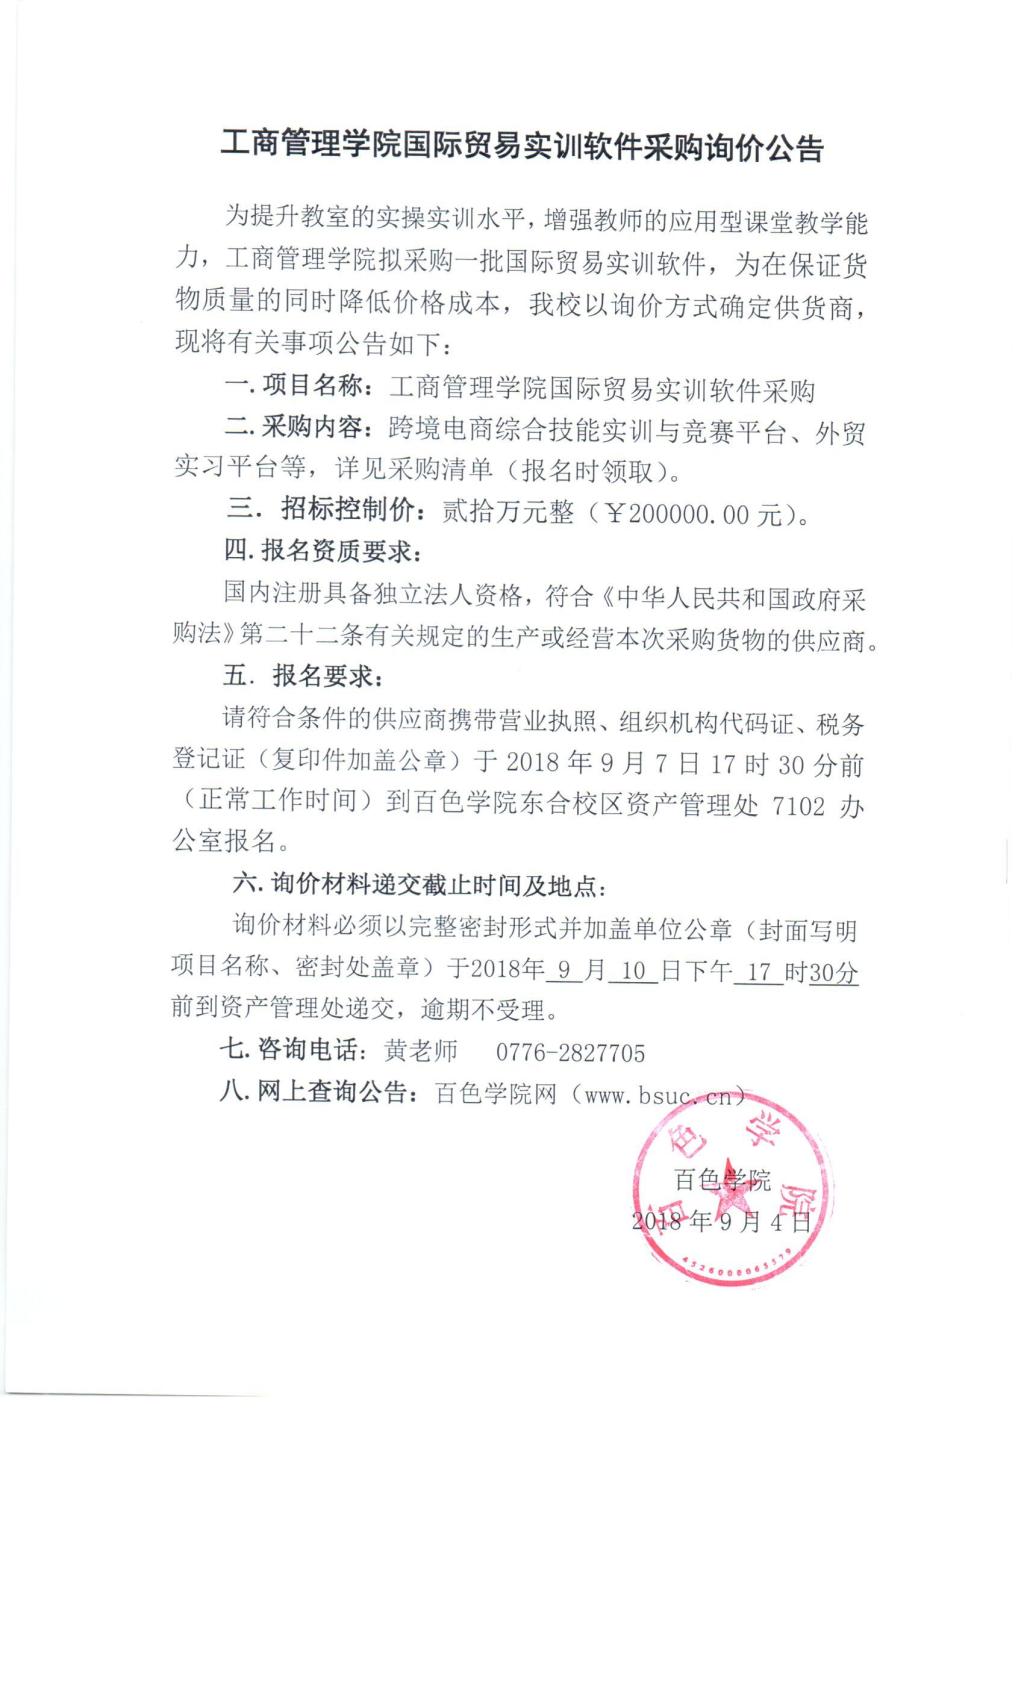 工商管理学院国际贸易实训软件采购询价公告
为提升教室的实操实训水平，增强教师的应用型课堂教学能
力，工商管理学院拟采购一批国际贸易实训软件，为在保证货
物质量的同时降低价格成本，我校以询价方式确定供货商，
现将有关事项公告如下：
一.项目名称：工商管理学院国际贸易实训软件采购
二.采购内容：跨境电商综合技能实训与竞赛平台、外贸
实习平台等，详见采购清单（报名时领取）。
三．招标控制价：贰拾万元整（￥200000.00 元）。
四.报名资质要求：
国内注册具备独立法人资格，符合《中华人民共和国政府采
购法》第二十二条有关规定的生产或经营本次采购货物的供应商。
五．报名要求：
请符合条件的供应商携带营业执照、组织机构代码证、税务
登记证（复印件加盖公章）于 2018 年 9 月 7 日 17 时 30 分前
（正常工作时间）到百色学院东合校区资产管理处 7102 办
公室报名。
六.询价材料递交截止时间及地点：
询价材料必须以完整密封形式并加盖单位公章（封面写明
项目名称、密封处盖章）于2018年 9 月 10 日下午 17 时30分
前到资产管理处递交，逾期不受理。
七.咨询电话：黄老师 0776-2827705
八.网上查询公告：百色学院网（www.bsuc.cn）
百色学院
百色学院
2018 年 9 月 4 日